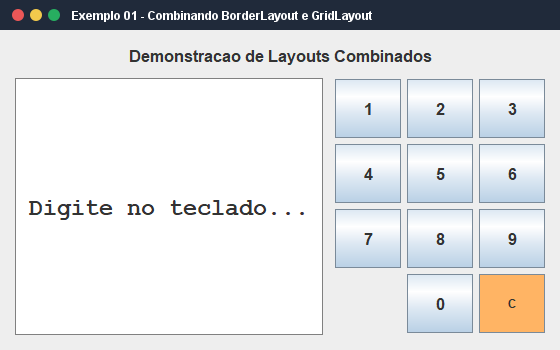 Exemplo 01 - Combinando BorderLayout e GridLayout
Demonstracao de Layouts Combinados
Digite no teclado...
1 2 3
4 5 6
7 8 9
0 C